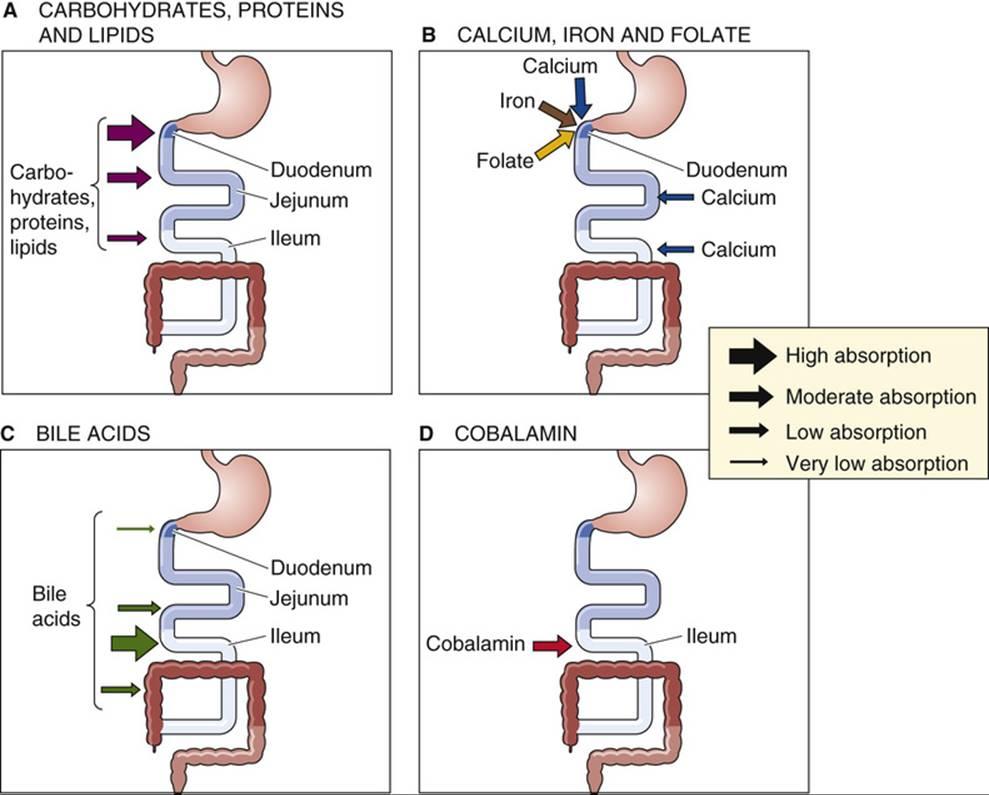 A CARBOHYDRATES, PROTEINS
AND LIPIDS
Carbo-
hydrates,
proteins,
lipids
Duodenum
Jejunum
Ileum
B CALCIUM, IRON AND FOLATE
Calcium
Iron
Folate
Duodenum
Calcium
Calcium
High absorption
Moderate absorption
Low absorption
Very low absorption
C BILE ACIDS
Bile
acids
Duodenum
Jejunum
Ileum
D COBALAMIN
Cobalamin
Ileum